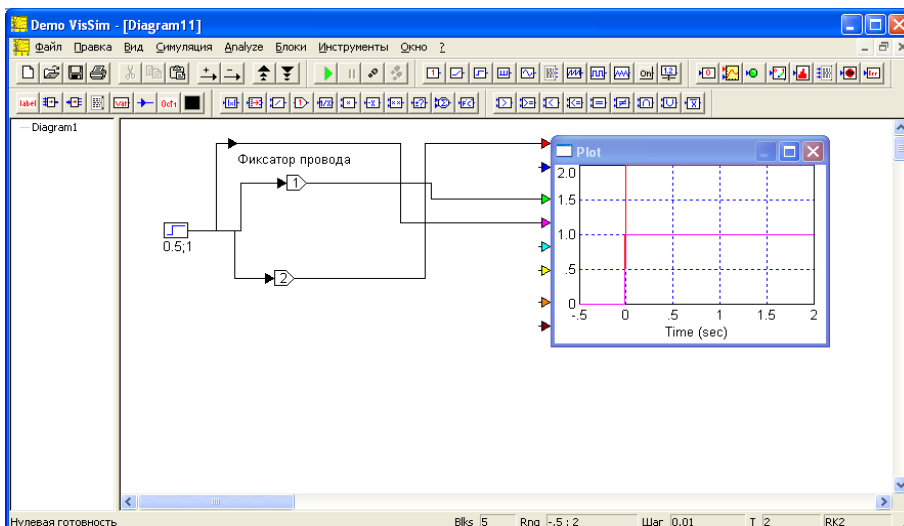 Demo VisSim - [Diagram11]
Файл Правка Вид Симуляция Analyze Блоки Инструменты Окно ?
Diagram1
Фиксатор провода
1
0.5;1
2
Plot
2.0
1.5
1.0
.5
0
-.5 0 .5 1 1.5 2
Time (sec)
Нулевая готовность Blks 5 Rng -.5 : 2 Шаг 0.01 T 2 RK2